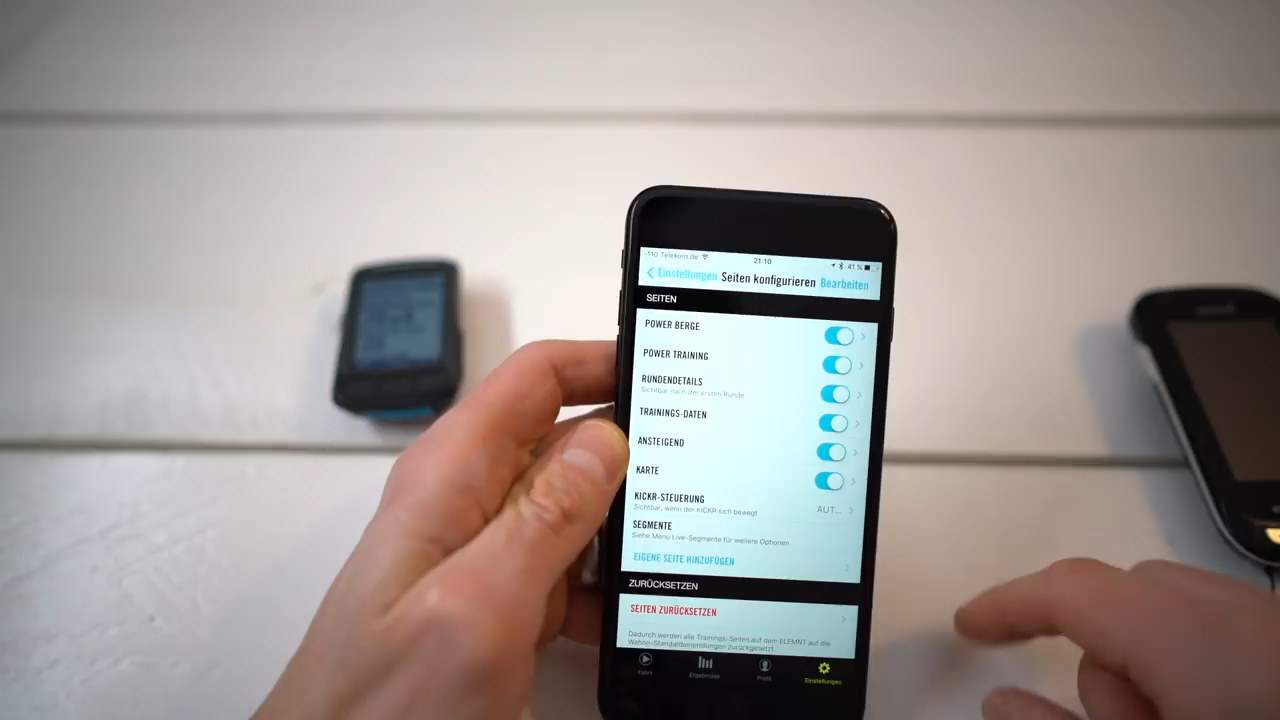 Telekom.de
21:10
41 %
Einstellungen Seiten konfigurieren Bearbeiten
SEITEN
POWER BERGE
POWER TRAINING
RUNDENDETAILS
Sichtbar nach der ersten Runde
TRAININGS-DATEN
ANSTEIGEND
KARTE
KICKR-STEUERUNG
AUT...
Sichtbar, wenn der KICKR sich bewegt
SEGMENTE
Siehe Menü Live-Segmente für weitere Optionen.
EIGENE SEITE HINZUFÜGEN
ZURÜCKSETZEN
SEITEN ZURÜCKSETZEN
Dadurch werden alle Trainings-Seiten auf dem ELEMNT auf die
Wahoo-Standardeinstellungen zurückgesetzt.
Fahrt
Ergebnisse
Profil
Einstellungen